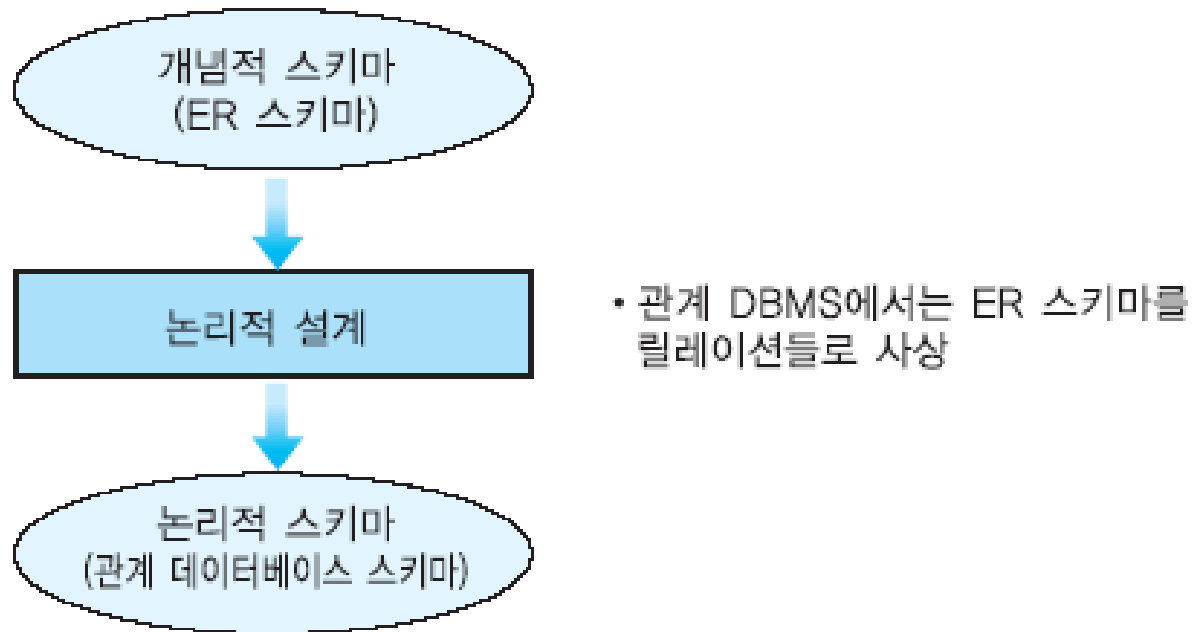 개념적 스키마
(ER 스키마)
논리적 설계
• 관계 DBMS에서는 ER 스키마를
릴레이션들로 사상
논리적 스키마
(관계 데이터베이스 스키마)